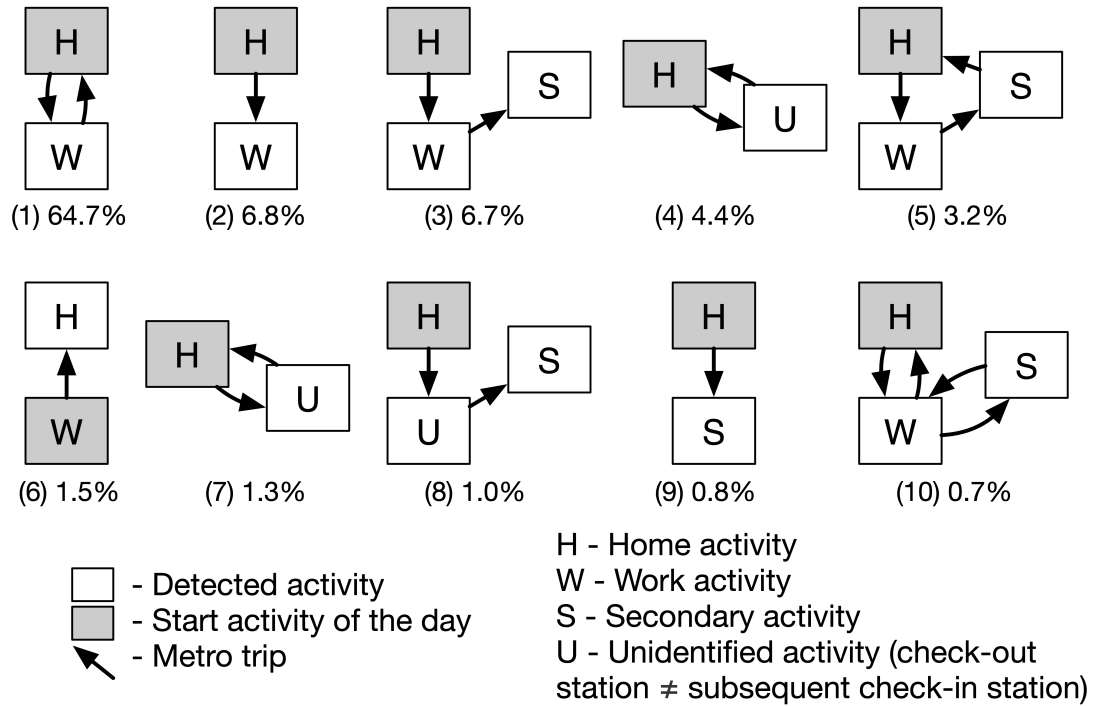 H
W
(1) 64.7%
H
W
(2) 6.8%
H
W
S
(3) 6.7%
H
U
(4) 4.4%
H
W
S
(5) 3.2%
H
W
(6) 1.5%
H
U
(7) 1.3%
H
U
S
(8) 1.0%
H
S
(9) 0.8%
H
W
S
(10) 0.7%
- Detected activity
- Start activity of the day
- Metro trip
H - Home activity
W - Work activity
S - Secondary activity
U - Unidentified activity (check-out
station ≠ subsequent check-in station)